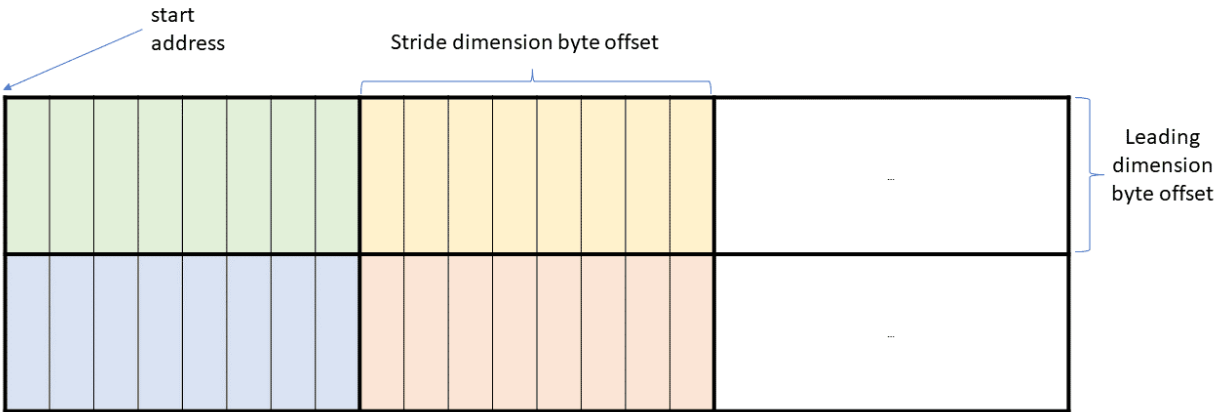 start
address
Stride dimension byte offset
Leading
dimension
byte offset
...
...